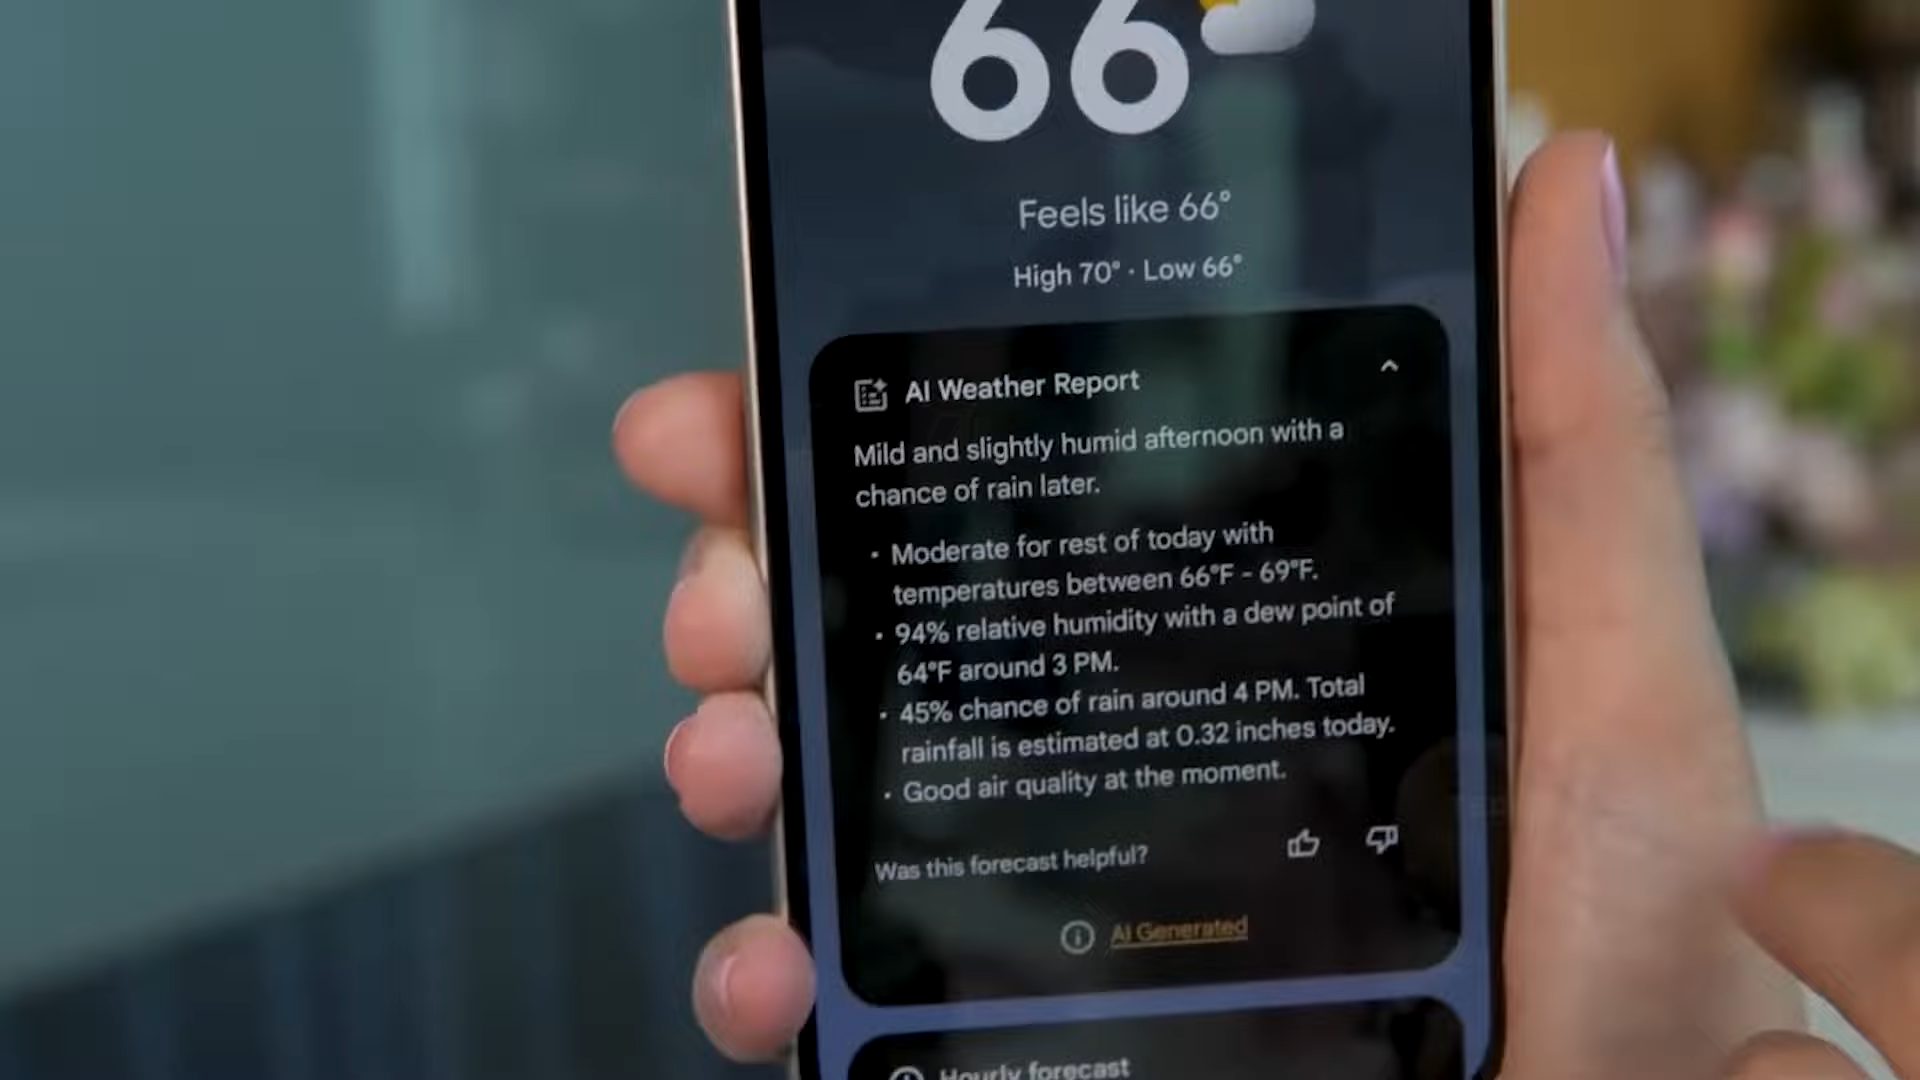 66
Feels like 66°
High 70° · Low 66°
AI Weather Report
Mild and slightly humid afternoon with a
chance of rain later.
• Moderate for rest of today with
temperatures between 66°F - 69°F.
• 94% relative humidity with a dew point of
64°F around 3 PM.
• 45% chance of rain around 4 PM. Total
rainfall is estimated at 0.32 inches today.
• Good air quality at the moment.
Was this forecast helpful?
AI Generated
Hourly forecast